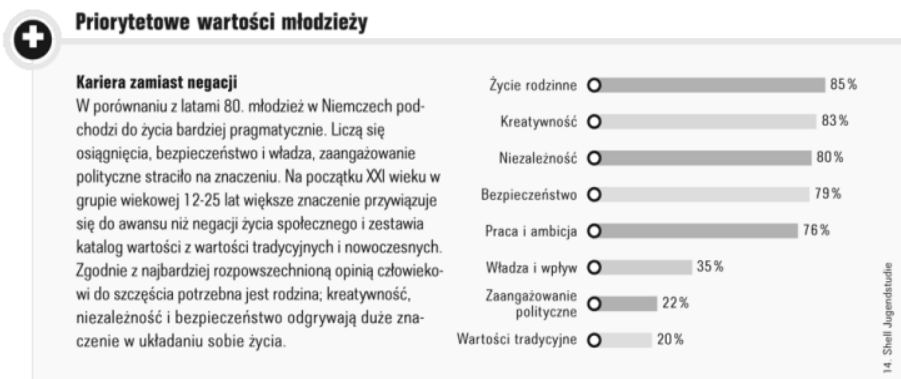 Priorytetowe wartości młodzieży
Kariera zamiast negacji
W porównaniu z latami 80. młodzież w Niemczech pod-
chodzi do życia bardziej pragmatycznie. Liczą się
osiągnięcia, bezpieczeństwo i władza, zaangażowanie
polityczne straciło na znaczeniu. Na początku XXI wieku w
grupie wiekowej 12-25 lat większe znaczenie przywiązuje
się do awansu niż negacji życia społecznego i zestawia
katalog wartości z wartości tradycyjnych i nowoczesnych.
Zgodnie z najbardziej rozpowszechnioną opinią człowieko-
wi do szczęścia potrzebna jest rodzina; kreatywność,
niezależność i bezpieczeństwo odgrywają duże zna-
czenie w układaniu sobie życia.
Życie rodzinne 85%
Kreatywność 83%
Niezależność 80%
Bezpieczeństwo 79%
Praca i ambicja 76%
Władza i wpływ 35%
Zaangażowanie
polityczne 22%
Wartości tradycyjne 20%
14. Shell Jugendstudie